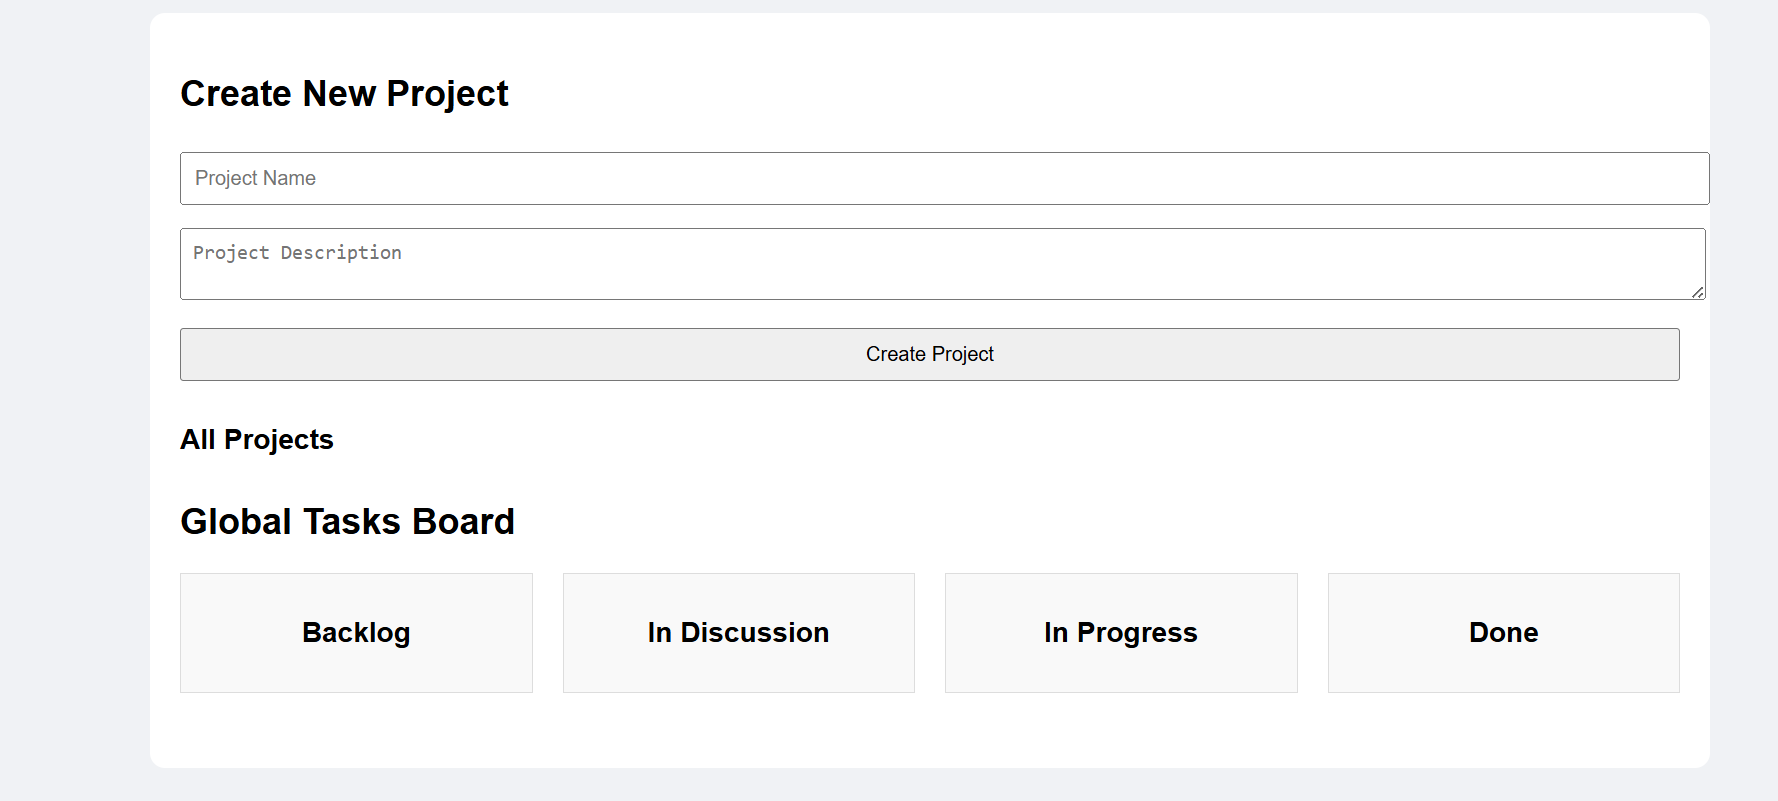 Create New Project
Project Name
Project Description
Create Project
All Projects
Global Tasks Board
Backlog
In Discussion
In Progress
Done